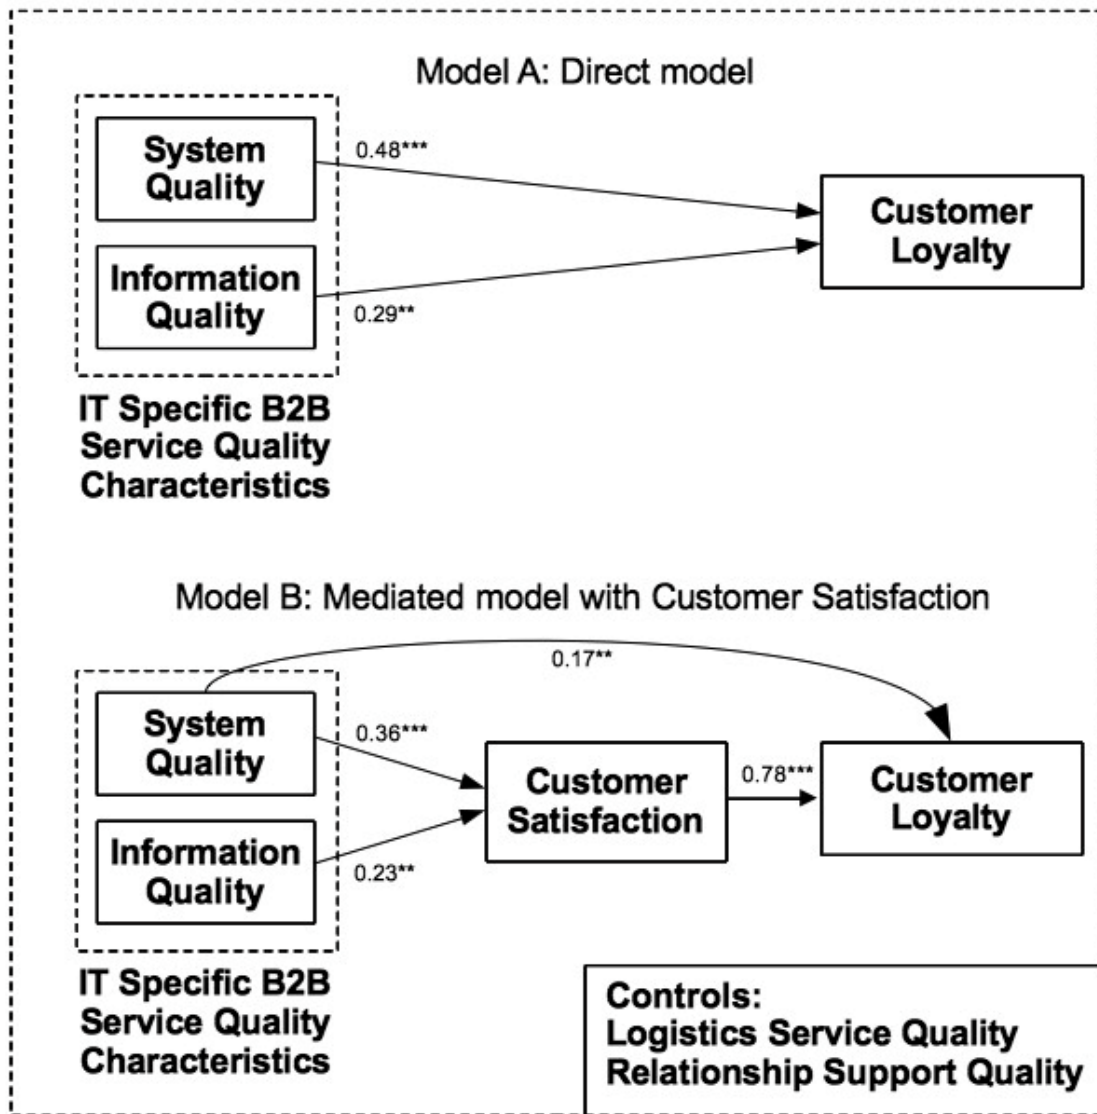 Model A: Direct model
System
Quality
0.48***
Customer
Loyalty
Information
Quality
0.29**
IT Specific B2B
Service Quality
Characteristics
Model B: Mediated model with Customer Satisfaction
0.17**
System
Quality
0.36***
Customer
Satisfaction
0.78***
Customer
Loyalty
Information
Quality
0.23**
IT Specific B2B
Service Quality
Characteristics
Controls:
Logistics Service Quality
Relationship Support Quality